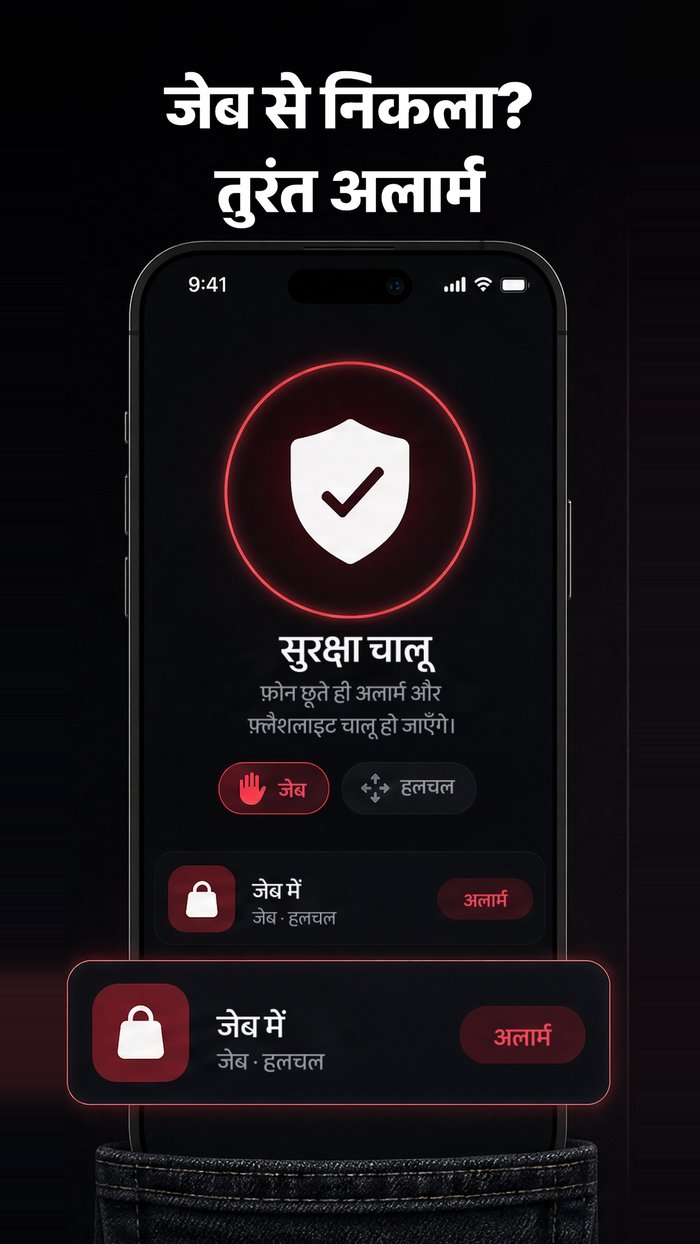 जेब से निकला?
तुरंत अलार्म
9:41
सुरक्षा चालू
फ़ोन छूते ही अलार्म और
फ़्लैशलाइट चालू हो जाएँगे।
जेब
हलचल
जेब में
जेब · हलचल
अलार्म
जेब में
जेब · हलचल
अलार्म